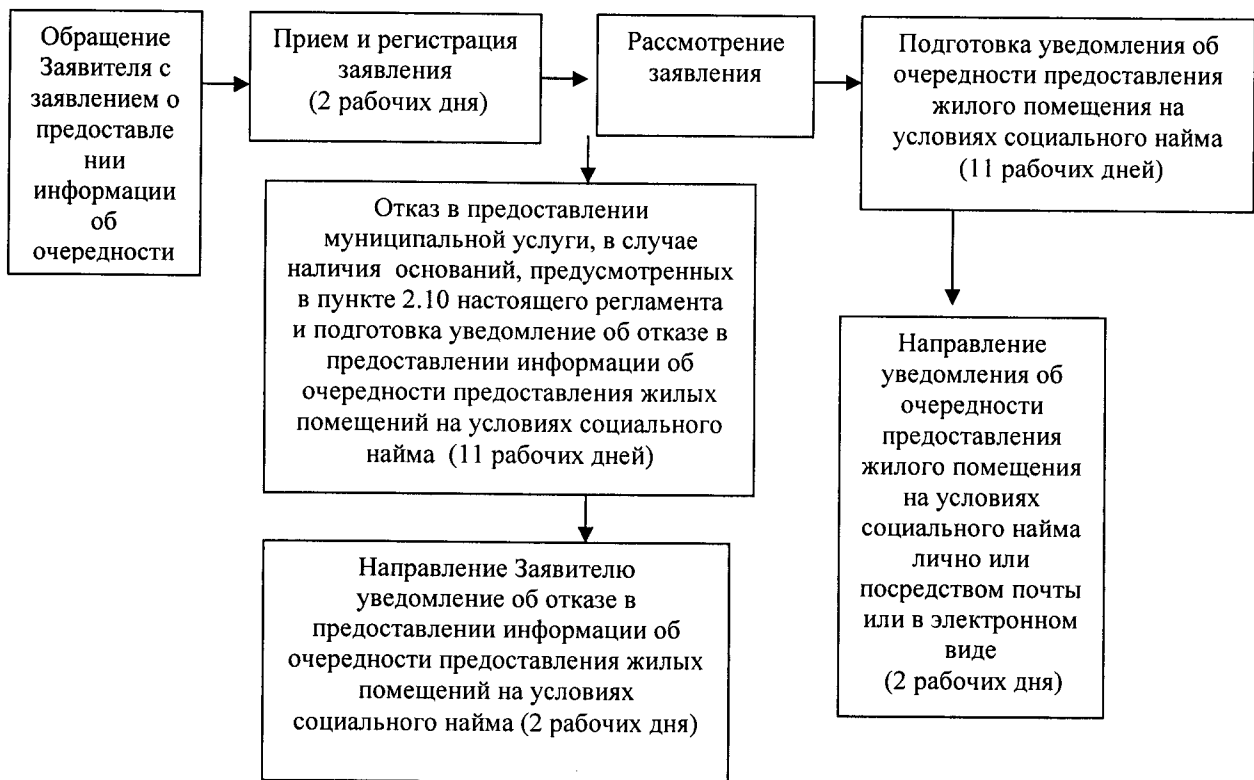 Обращение
Заявителя с
заявлением о
предоставле
нии
информации
об
очередности
Прием и регистрация
заявления
(2 рабочих дня)
Рассмотрение
заявления
Подготовка уведомления об
очередности предоставления
жилого помещения на
условиях социального найма
(11 рабочих дней)
Отказ в предоставлении
муниципальной услуги, в случае
наличия оснований, предусмотренных
в пункте 2.10 настоящего регламента
и подготовка уведомление об отказе в
предоставлении информации об
очередности предоставления жилых
помещений на условиях социального
найма (11 рабочих дней)
Направление
уведомления об
очередности
предоставления
жилого помещения
на условиях
социального найма
лично или
посредством почты
или в электронном
виде
(2 рабочих дня)
Направление Заявителю
уведомление об отказе в
предоставлении информации об
очередности предоставления жилых
помещений на условиях
социального найма (2 рабочих дня)